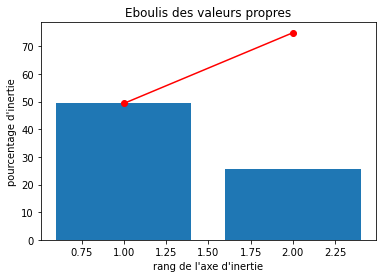 Eboulis des valeurs propres
pourcentage d'inertie
70
60
50
40
30
20
10
0
0.75 1.00 1.25 1.50 1.75 2.00 2.25
rang de l'axe d'inertie